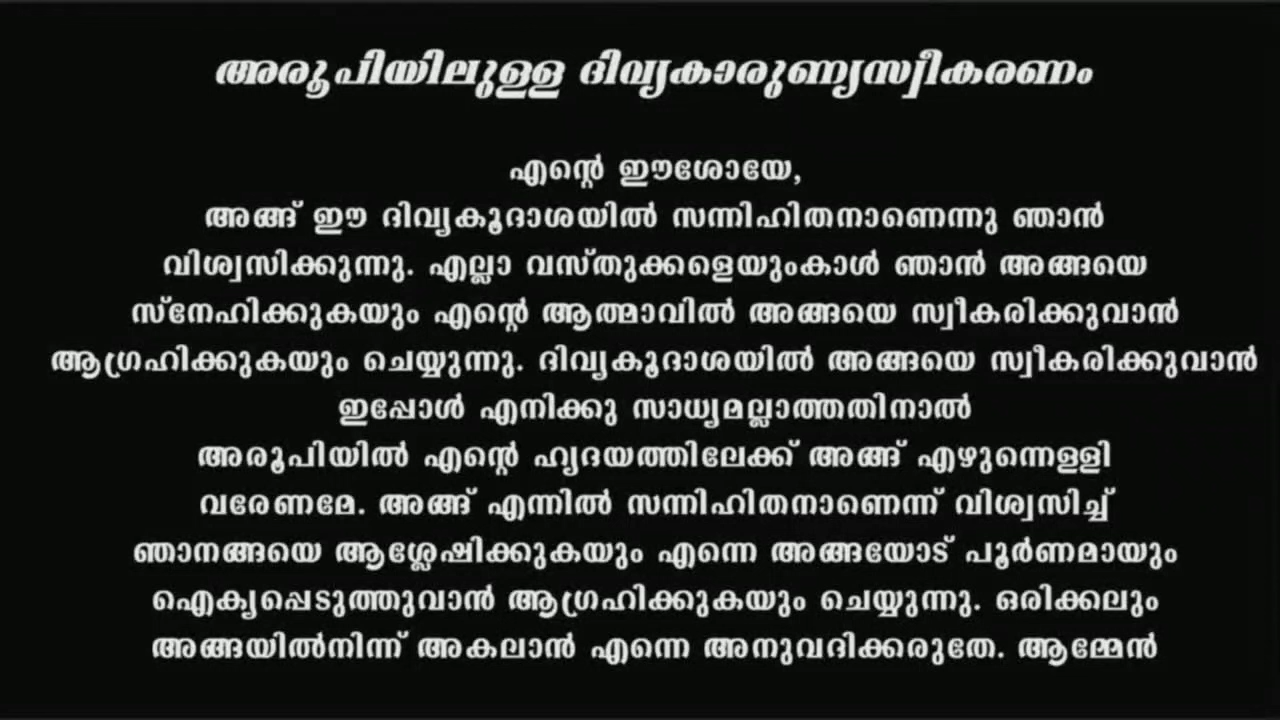 അരൂപിയിലുള്ള ദിവ്യകാരുണ്യസ്വീകരണം
എന്റെ ഈശോയേ,
അങ്ങ് ഈ ദിവ്യകൂദാശയിൽ സന്നിഹിതനാണെന്നു ഞാൻ
വിശ്വസിക്കുന്നു. എല്ലാ വസ്തുക്കളെയുംകാൾ ഞാൻ അങ്ങയെ
സ്നേഹിക്കുകയും എന്റെ ആത്മാവിൽ അങ്ങയെ സ്വീകരിക്കുവാൻ
ആഗ്രഹിക്കുകയും ചെയ്യുന്നു. ദിവ്യകൂദാശയിൽ അങ്ങയെ സ്വീകരിക്കുവാൻ
ഇപ്പോൾ എനിക്കു സാധ്യമല്ലാത്തതിനാൽ
അരൂപിയിൽ എന്റെ ഹൃദയത്തിലേക്ക് അങ്ങ് എഴുന്നെള്ളി
വരേണമേ. അങ്ങ് എന്നിൽ സന്നിഹിതനാണെന്ന് വിശ്വസിച്ച്
ഞാനങ്ങയെ ആശ്ലേഷിക്കുകയും എന്നെ അങ്ങയോട് പൂർണമായും
ഐക്യപ്പെടുത്തുവാൻ ആഗ്രഹിക്കുകയും ചെയ്യുന്നു. ഒരിക്കലും
അങ്ങയിൽനിന്ന് അകലാൻ എന്നെ അനുവദിക്കരുതേ. ആമ്മേൻ